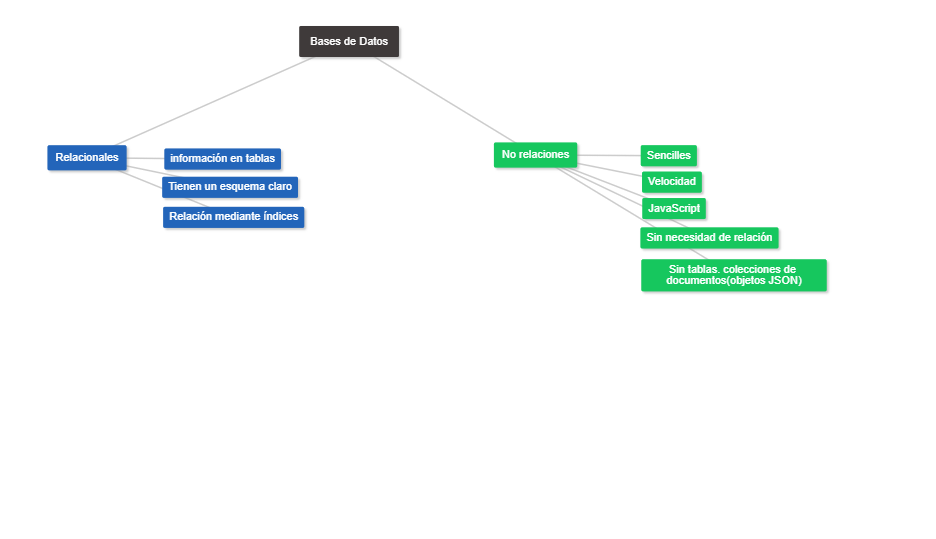 Bases de Datos
Relacionales
información en tablas
Tienen un esquema claro
Relación mediante índices
No relaciones
Sencilles
Velocidad
JavaScript
Sin necesidad de relación
Sin tablas. colecciones de
documentos(objetos JSON)